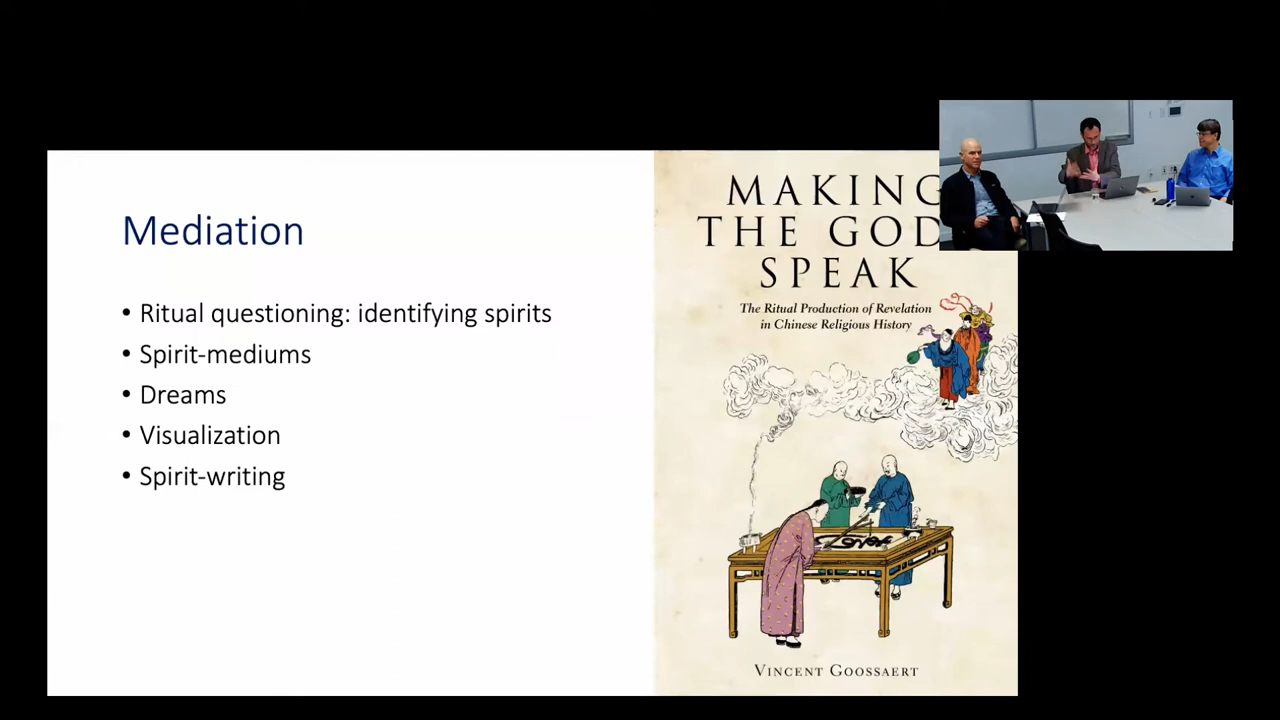 Mediation
• Ritual questioning: identifying spirits
• Spirit-mediums
• Dreams
• Visualization
• Spirit-writing
MAKING
THE GOD
SPEAK
The Ritual Production of Revelation
in Chinese Religious History
VINCENT GOOSSAERT